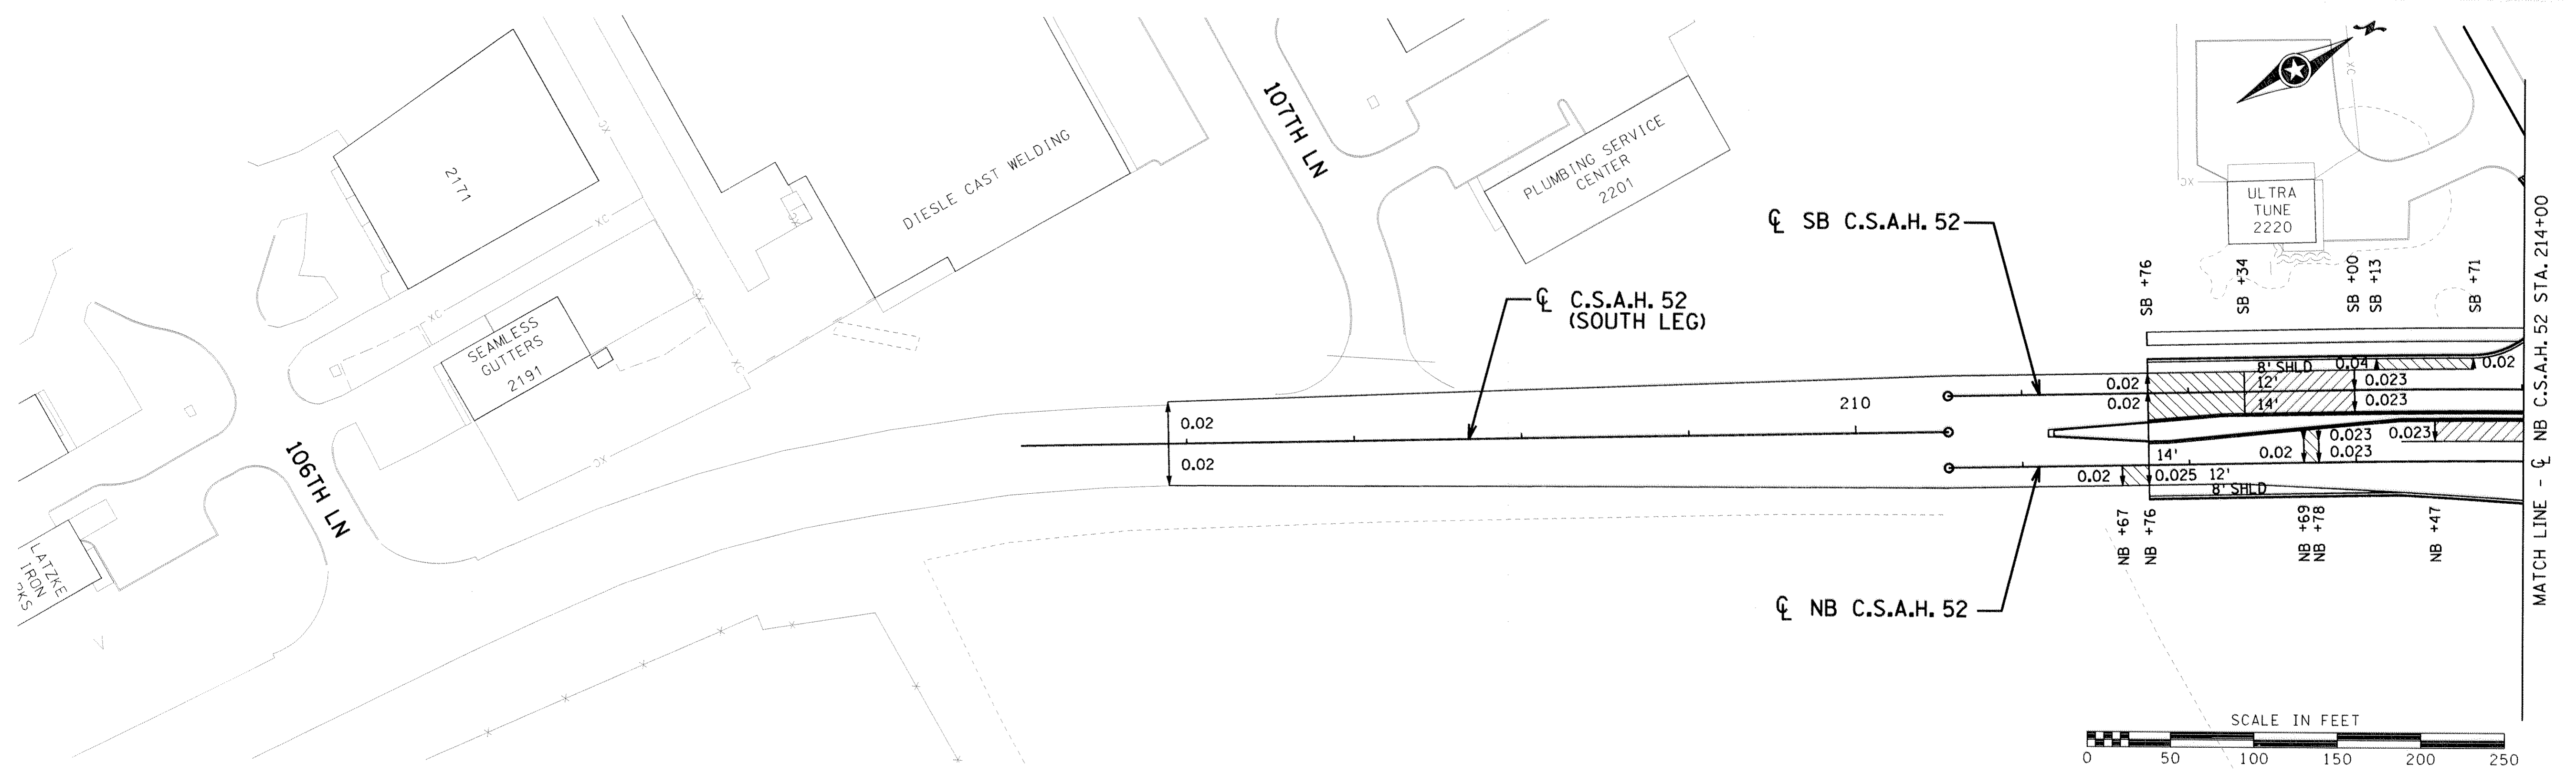 2171
DIESLE CAST WELDING
107TH LN
PLUMBING SERVICE
CENTER
2201
ULTRA
TUNE
2220
SEAMLESS
GUTTERS
2191
106TH LN
LATZKE
IRON
℄ C.S.A.H. 52
(SOUTH LEG)
℄ SB C.S.A.H. 52
℄ NB C.S.A.H. 52
210
0.02
0.02
SB +76
SB +34
SB +00
SB +13
SB +71
8' SHLD
0.04
0.02
0.02
12'
0.023
0.02
14'
0.023
0.023
0.023
0.02
0.023
14'
0.02
0.025
12'
8' SHLD
NB +67
NB +76
NB +69
NB +78
NB +47
MATCH LINE - ℄ NB C.S.A.H. 52 STA. 214+00
SCALE IN FEET
0 50 100 150 200 250